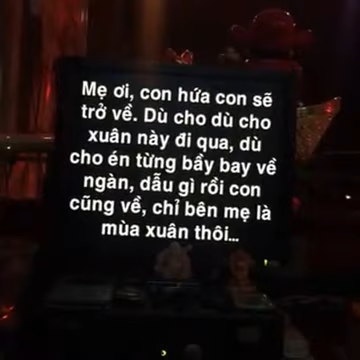 Mẹ ơi, con hứa con sẽ
trở về. Dù cho dù cho
xuân này đi qua, dù
cho én từng bầy bay về
ngàn, dẫu gì rồi con
cũng về, chỉ bên mẹ là
mùa xuân thôi...